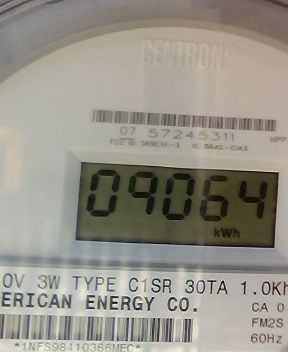 CENTRON®
07 57245311
09064
kWh
0V 3W TYPE C1SR 30TA 1.0Kh
ERICAN ENERGY CO.
CA 0
FM2S
60Hz
*1NFS98410366MEC*